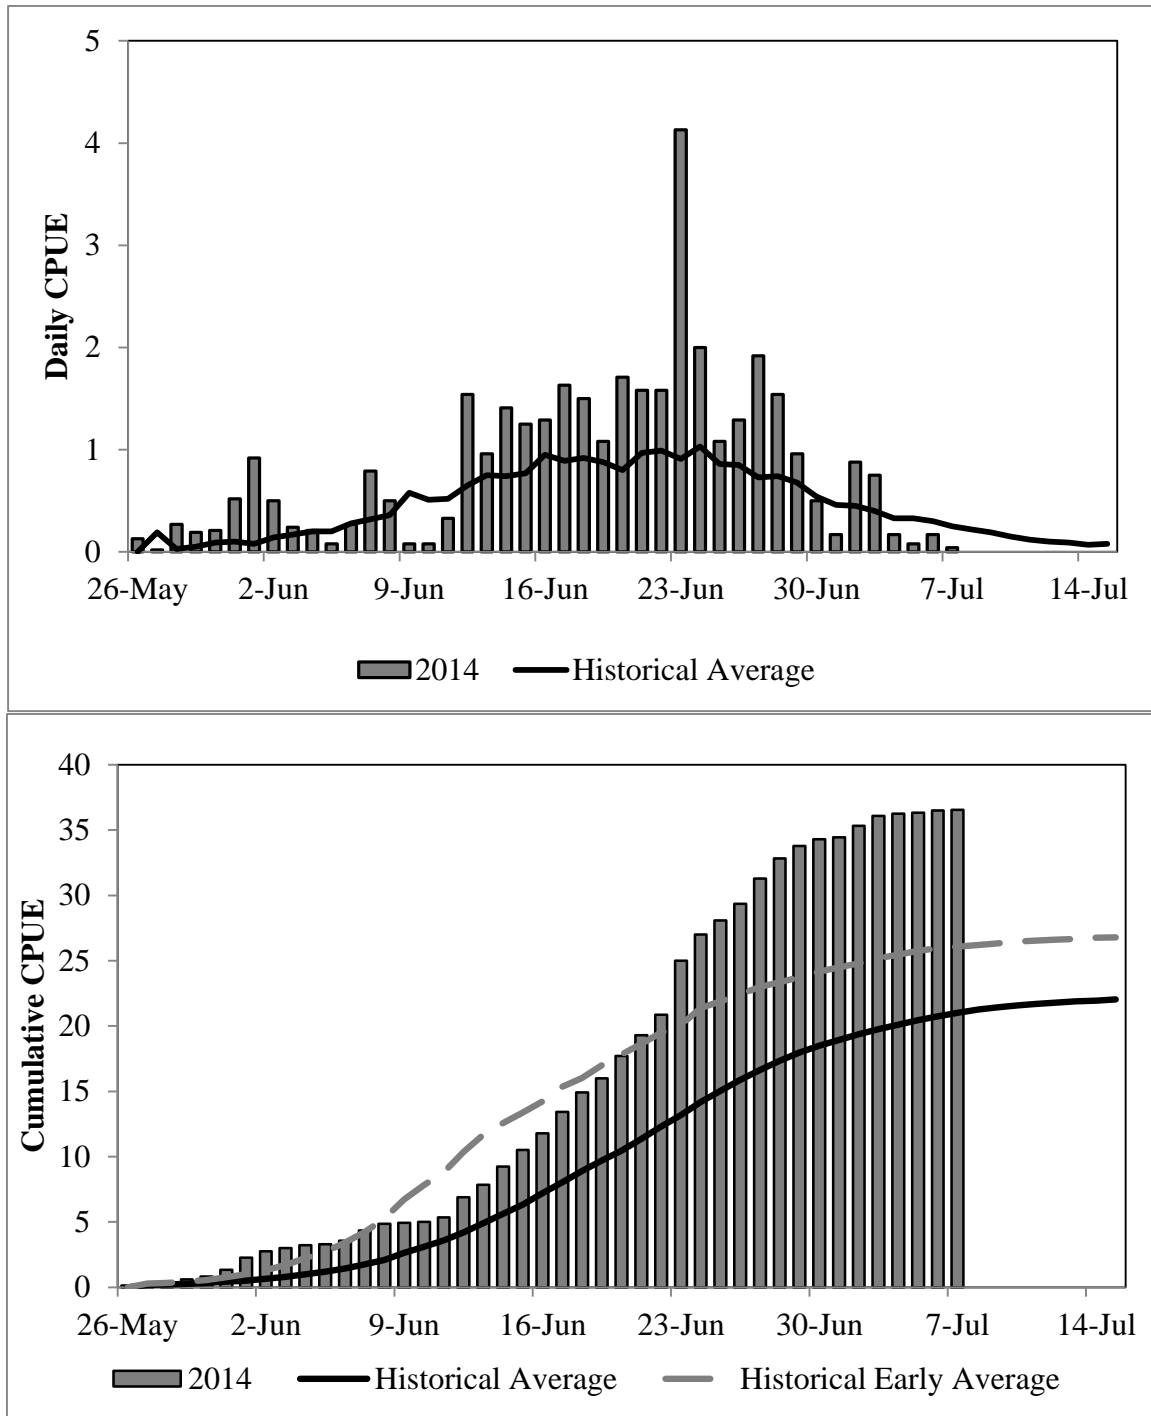 5
4
3
2
1
0
Daily CPUE
26-May 2-Jun 9-Jun 16-Jun 23-Jun 30-Jun 7-Jul 14-Jul
2014 Historical Average
40
35
30
25
20
15
10
5
0
Cumulative CPUE
26-May 2-Jun 9-Jun 16-Jun 23-Jun 30-Jun 7-Jul 14-Jul
2014 Historical Average Historical Early Average